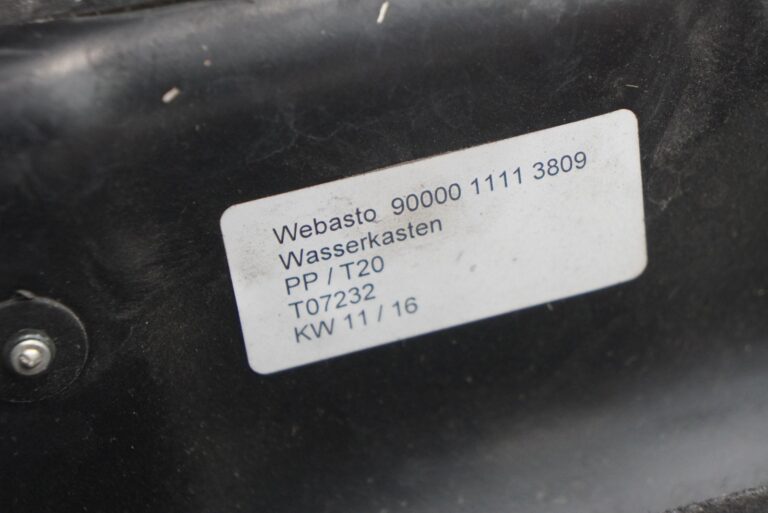 Webasto 90000 1111 3809
Wasserkasten
PP / T20
T07232
KW 11 / 16